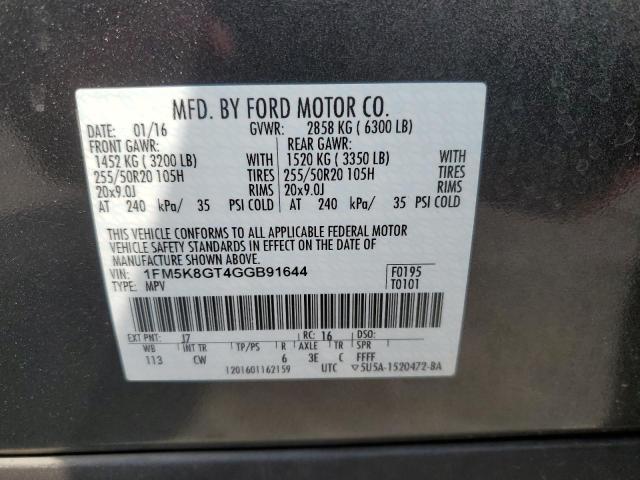 MFD. BY FORD MOTOR CO.
DATE: 01/16 GVWR: 2858 KG ( 6300 LB)
FRONT GAWR: REAR GAWR:
1452 KG ( 3200 LB) WITH 1520 KG ( 3350 LB) WITH
255/50R20 105H TIRES 255/50R20 105H TIRES
20x9.0J RIMS 20x9.0J RIMS
AT 240 kPa/ 35 PSI COLD AT 240 kPa/ 35 PSI COLD
THIS VEHICLE CONFORMS TO ALL APPLICABLE FEDERAL MOTOR
VEHICLE SAFETY STANDARDS IN EFFECT ON THE DATE OF
MANUFACTURE SHOWN ABOVE.
VIN: 1FM5K8GT4GGB91644 F0195
TYPE: MPV T0101
EXT PNT: J7 RC: 16 DSO:
WB INT TR TP/PS R AXLE TR SPR
113 CW 6 3E C FFFF
1201601162159 UTC ▽5U5A-1520472-BA